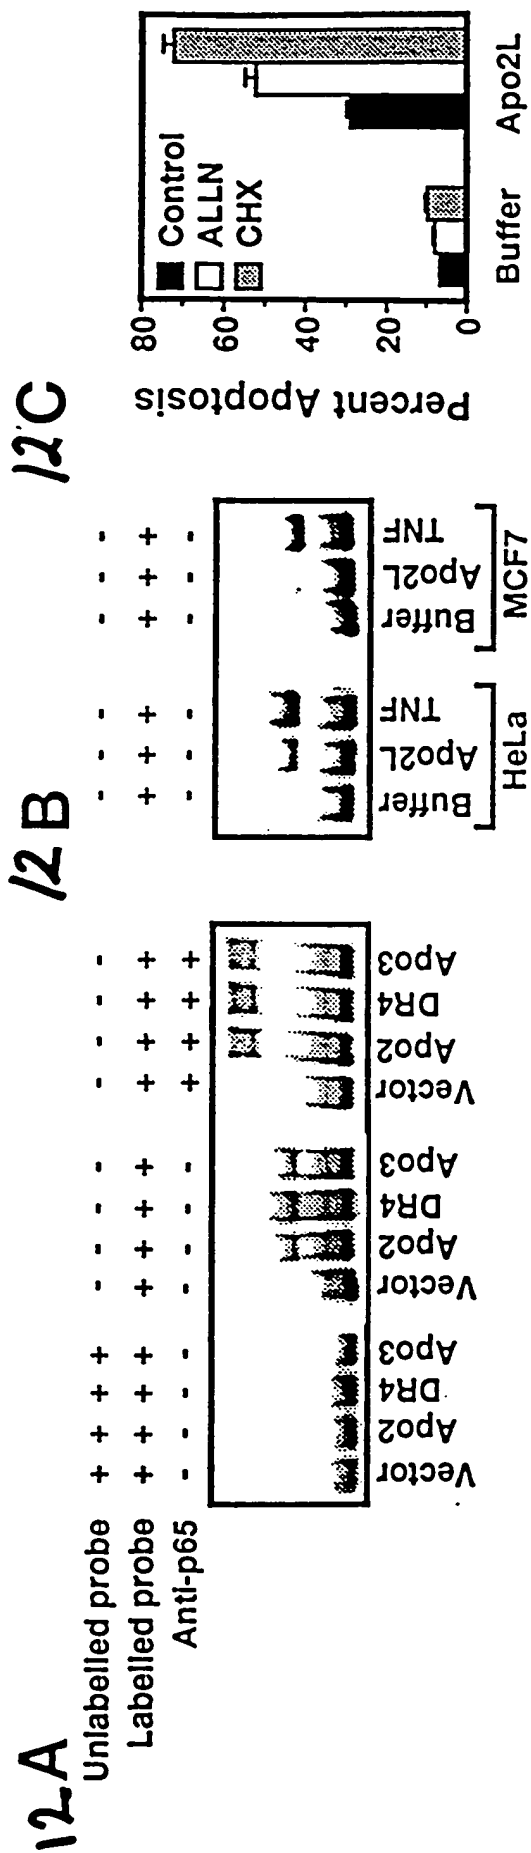 12A
Unlabelled probe + + + + - - - - - - - -
Labelled probe + + + + + + + + + + + +
Anti-p65 - - - - - - - - + + + +
Vector Apo2 DR4 Apo3 Vector Apo2 DR4 Apo3 Vector Apo2 DR4 Apo3
12B
- - - - - -
+ + + + + +
- - - - - -
Buffer Apo2L TNF Buffer Apo2L TNF
HeLa MCF7
12C
Percent Apoptosis
80
60
40
20
0
Control
ALLN
CHX
Buffer Apo2L